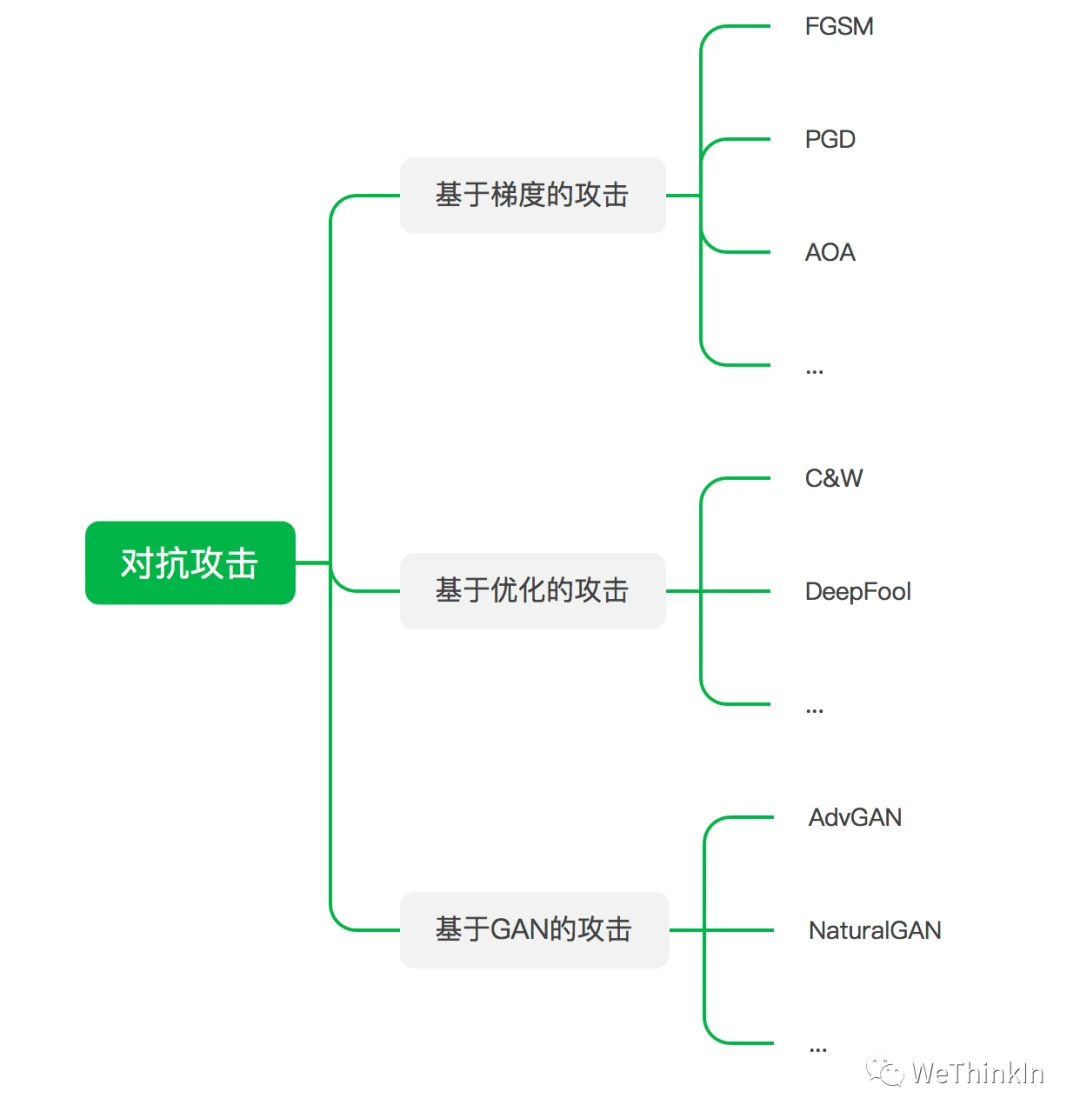 对抗攻击
基于梯度的攻击
FGSM
PGD
AOA
...
基于优化的攻击
C&W
DeepFool
...
基于GAN的攻击
AdvGAN
NaturalGAN
...
WeThinkIn